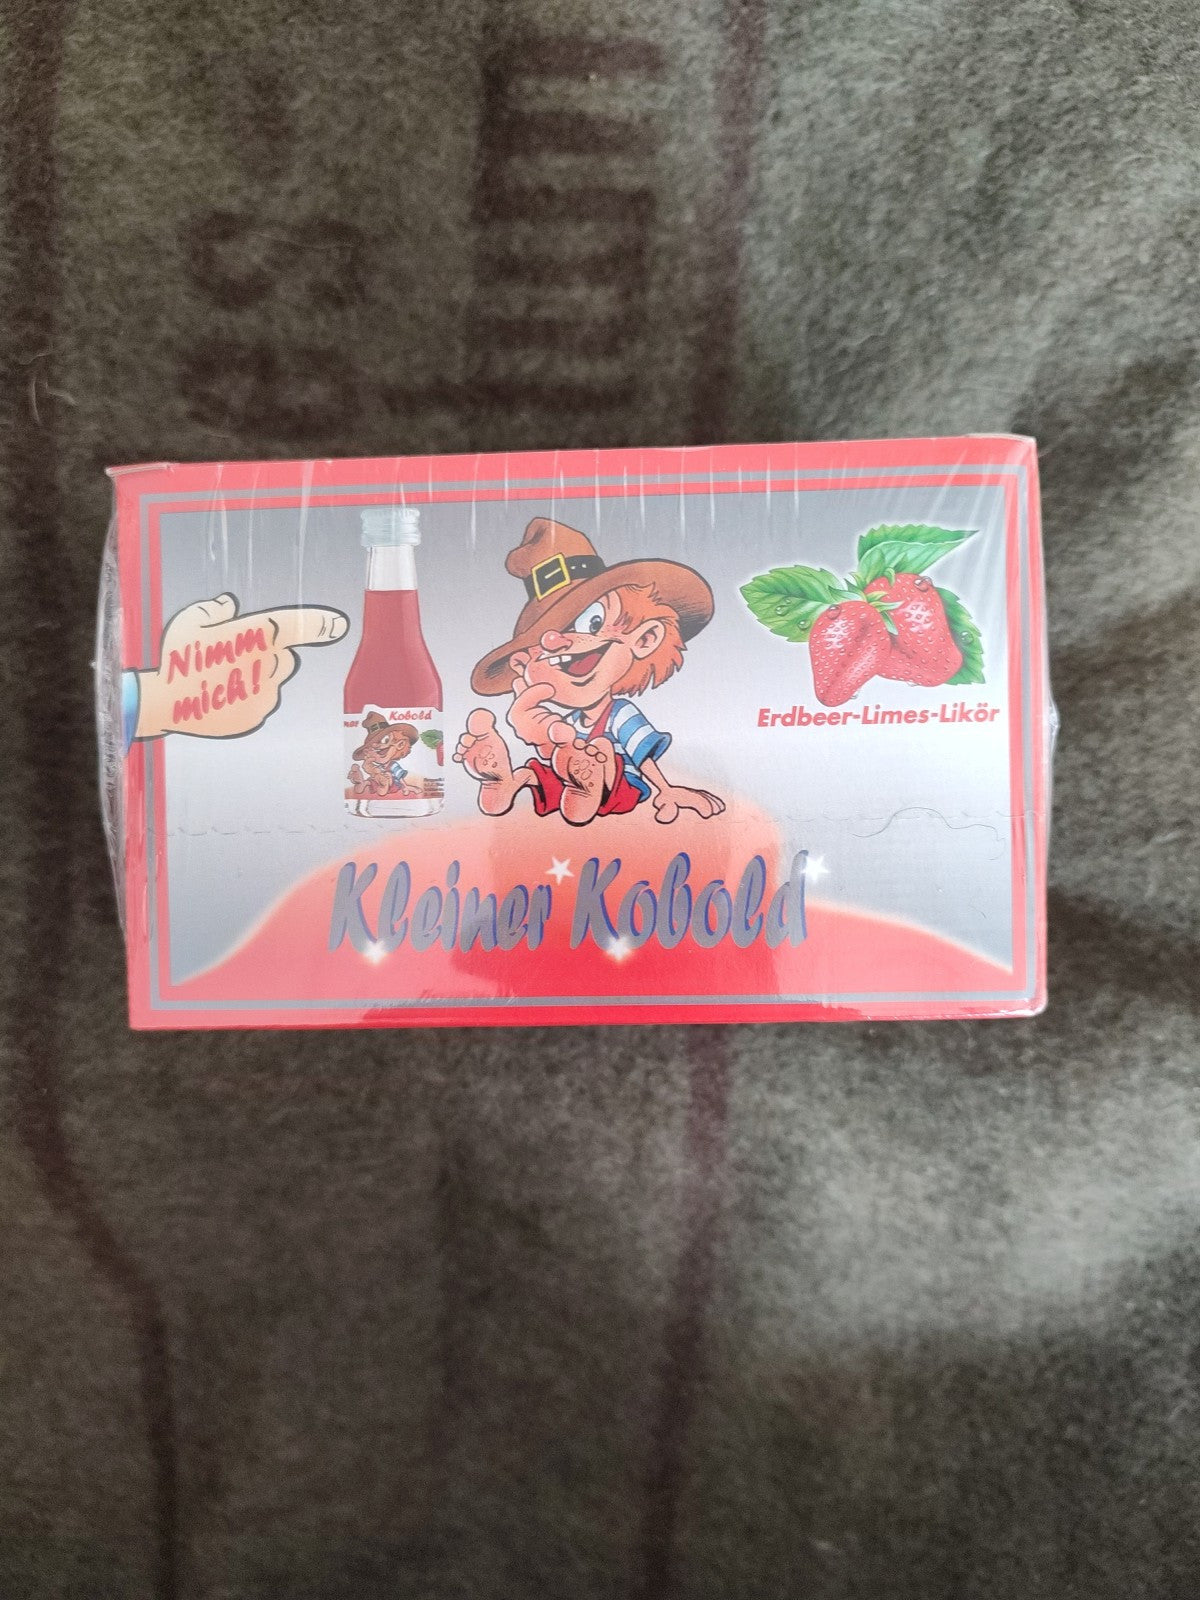 Nimm
mich!
Kobold
Erdbeer-Limes-Likör
Kleiner Kobold